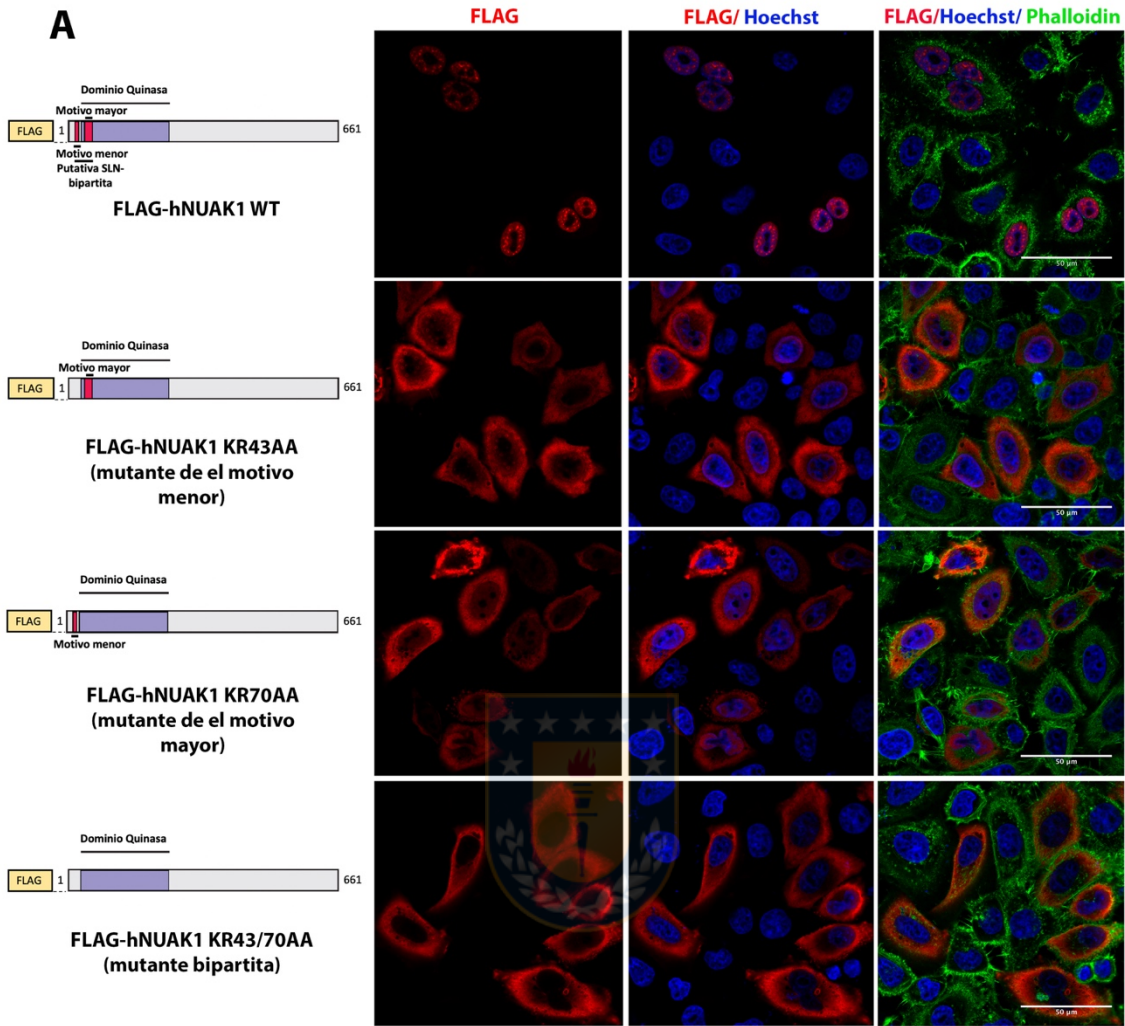 A
FLAG
FLAG/ Hoechst
FLAG/Hoechst/ Phalloidin
Dominio Quinasa
Motivo mayor
FLAG
1
661
Motivo menor
Putativa SLN-
bipartita
FLAG-hNUAK1 WT
50 µm
Dominio Quinasa
Motivo mayor
FLAG
1
661
FLAG-hNUAK1 KR43AA
(mutante de el motivo
menor)
50 µm
Dominio Quinasa
FLAG
1
661
Motivo menor
FLAG-hNUAK1 KR70AA
(mutante de el motivo
mayor)
50 µm
Dominio Quinasa
FLAG
1
661
FLAG-hNUAK1 KR43/70AA
(mutante bipartita)
50 µm